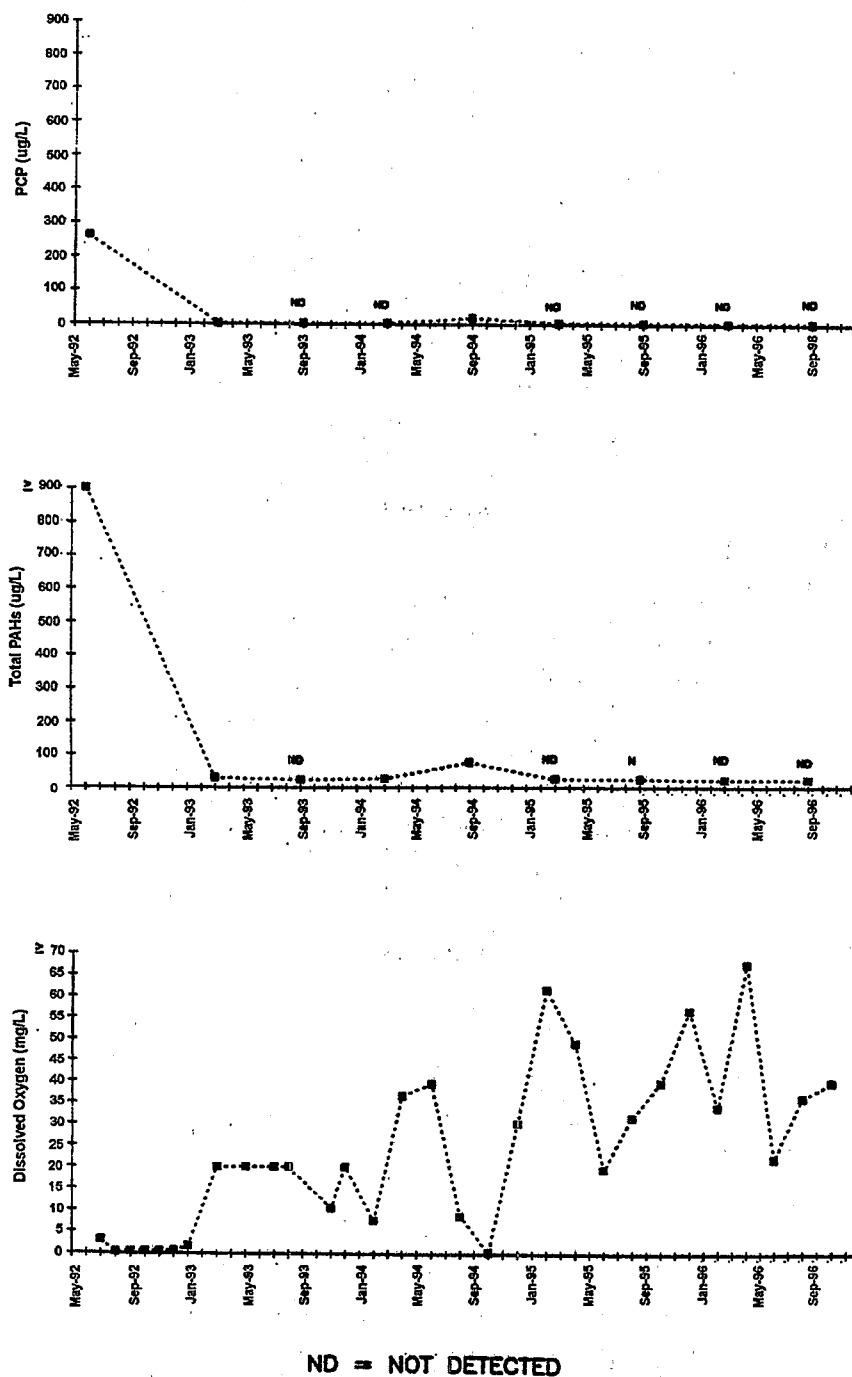 900
800
700
600
500
400
300
200
100
0
PCP (ug/L)
ND
ND
ND
ND
ND
ND
May-92
Sep-92
Jan-93
May-93
Sep-93
Jan-94
May-94
Sep-94
Jan-95
May-95
Sep-95
Jan-96
May-96
Sep-98
≥ 900
800
700
600
500
400
300
200
100
0
Total PAHs (ug/L)
ND
ND
N
ND
ND
May-92
Sep-92
Jan-93
May-93
Sep-93
Jan-94
May-94
Sep-94
Jan-95
May-95
Sep-95
Jan-96
May-96
Sep-96
≥ 70
65
60
55
50
45
40
35
30
25
20
15
10
5
0
Dissolved Oxygen (mg/L)
May-92
Sep-92
Jan-93
May-93
Sep-93
Jan-94
May-94
Sep-94
Jan-95
May-95
Sep-95
Jan-96
May-96
Sep-96
ND = NOT DETECTED